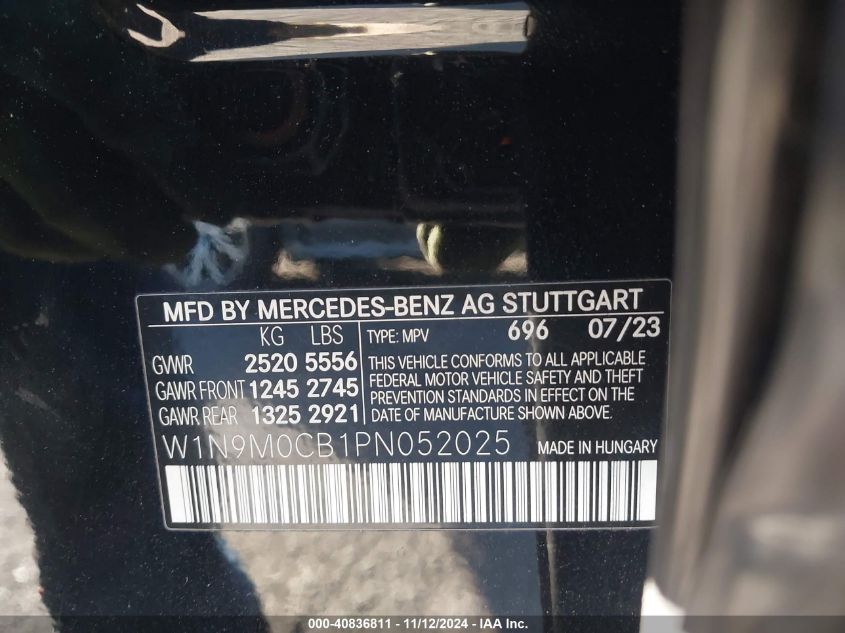 MFD BY MERCEDES-BENZ AG STUTTGART
KG LBS
GVWR 2520 5556
GAWR FRONT 1245 2745
GAWR REAR 1325 2921
TYPE: MPV 696 07/23
THIS VEHICLE CONFORMS TO ALL APPLICABLE
FEDERAL MOTOR VEHICLE SAFETY AND THEFT
PREVENTION STANDARDS IN EFFECT ON THE
DATE OF MANUFACTURE SHOWN ABOVE.
W1N9M0CB1PN052025 MADE IN HUNGARY
000-40836811 - 11/12/2024 - IAA Inc.